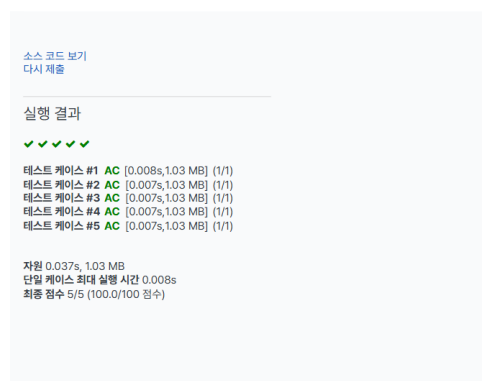 소스 코드 보기
다시 제출
실행 결과
✔ ✔ ✔ ✔ ✔
테스트 케이스 #1 AC [0.008s,1.03 MB] (1/1)
테스트 케이스 #2 AC [0.007s,1.03 MB] (1/1)
테스트 케이스 #3 AC [0.007s,1.03 MB] (1/1)
테스트 케이스 #4 AC [0.007s,1.03 MB] (1/1)
테스트 케이스 #5 AC [0.007s,1.03 MB] (1/1)
자원 0.037s, 1.03 MB
단일 케이스 최대 실행 시간 0.008s
최종 점수 5/5 (100.0/100 점수)